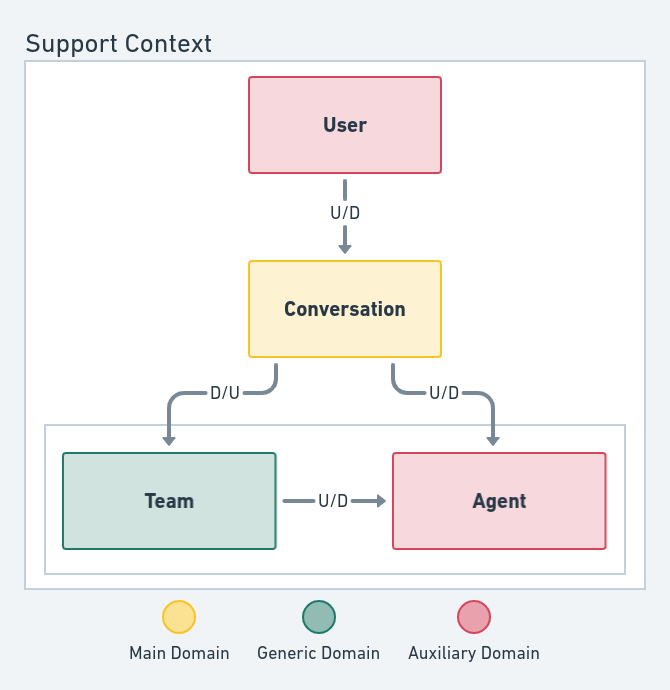 Support Context
User
U/D
Conversation
D/U
U/D
Team
U/D
Agent
Main Domain
Generic Domain
Auxiliary Domain